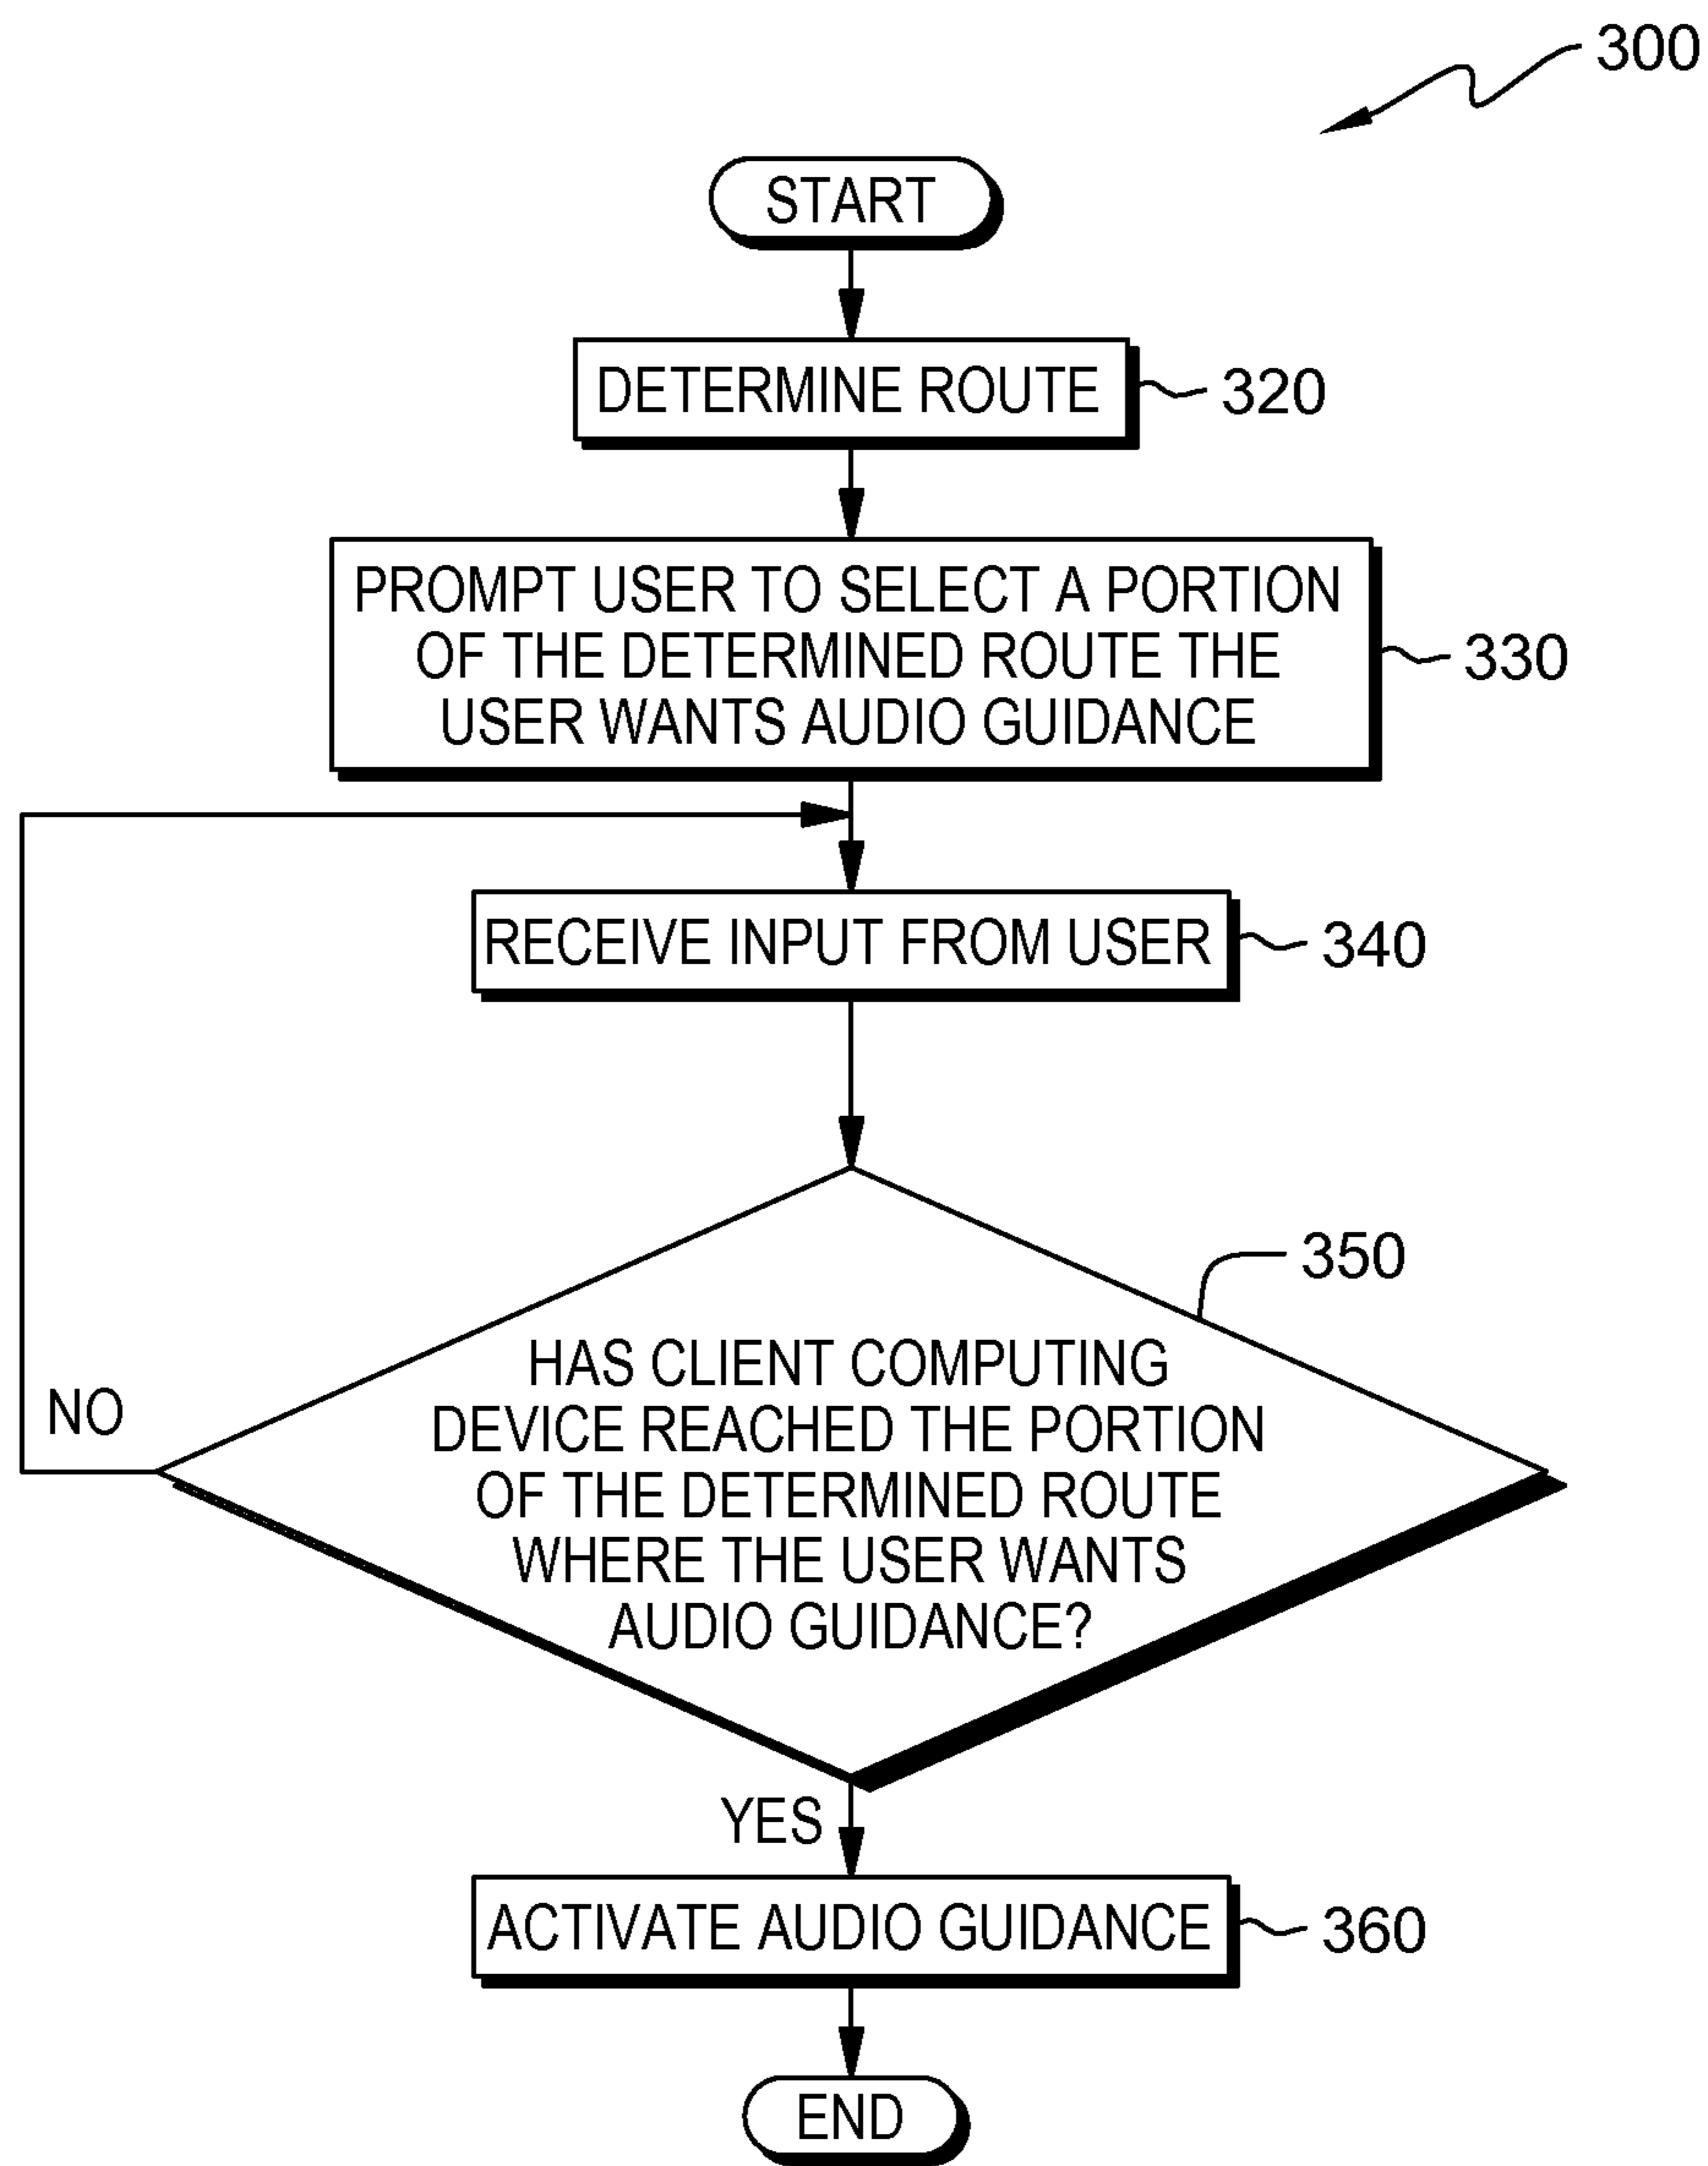 300
START
DETERMINE ROUTE
320
PROMPT USER TO SELECT A PORTION
OF THE DETERMINED ROUTE THE
USER WANTS AUDIO GUIDANCE
330
RECEIVE INPUT FROM USER
340
350
HAS CLIENT COMPUTING
DEVICE REACHED THE PORTION
OF THE DETERMINED ROUTE
WHERE THE USER WANTS
AUDIO GUIDANCE?
NO
YES
ACTIVATE AUDIO GUIDANCE
360
END